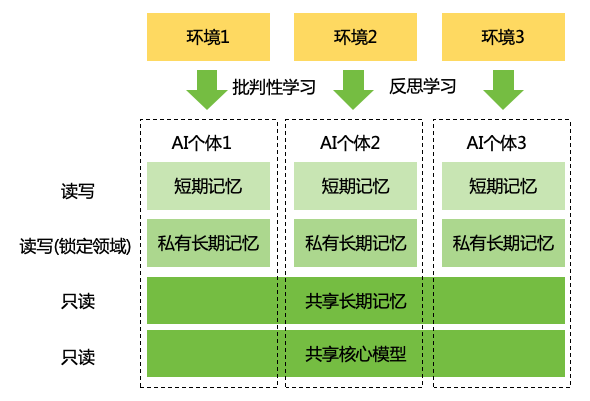 环境1 环境2 环境3
批判性学习 反思学习
AI个体1 AI个体2 AI个体3
读写 短期记忆 短期记忆 短期记忆
读写(锁定领域) 私有长期记忆 私有长期记忆 私有长期记忆
只读 共享长期记忆
只读 共享核心模型